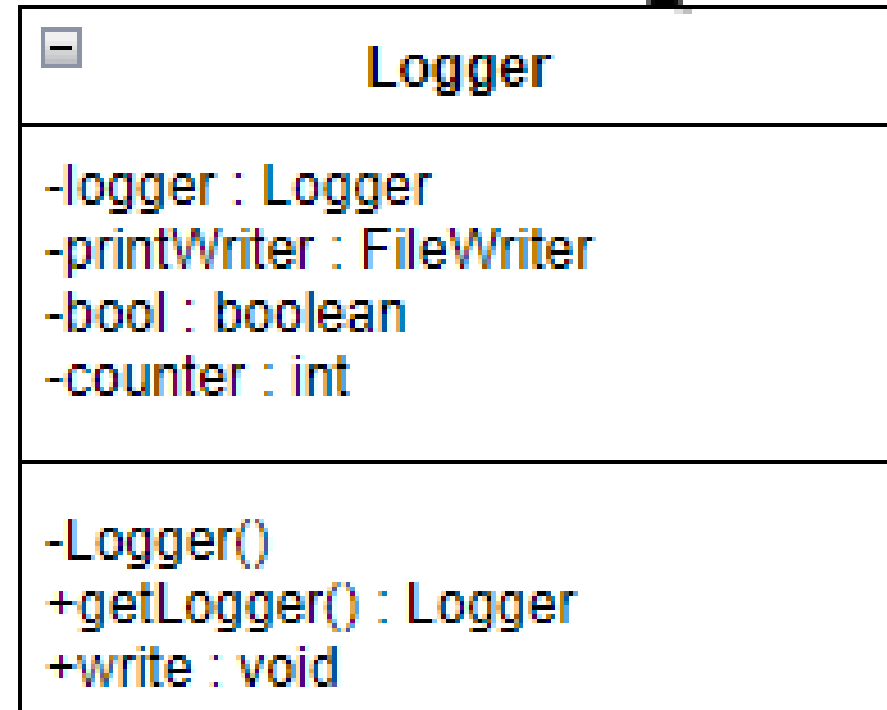 Logger
-logger : Logger
-printWriter : FileWriter
-bool : boolean
-counter : int
-Logger()
+getLogger() : Logger
+write : void